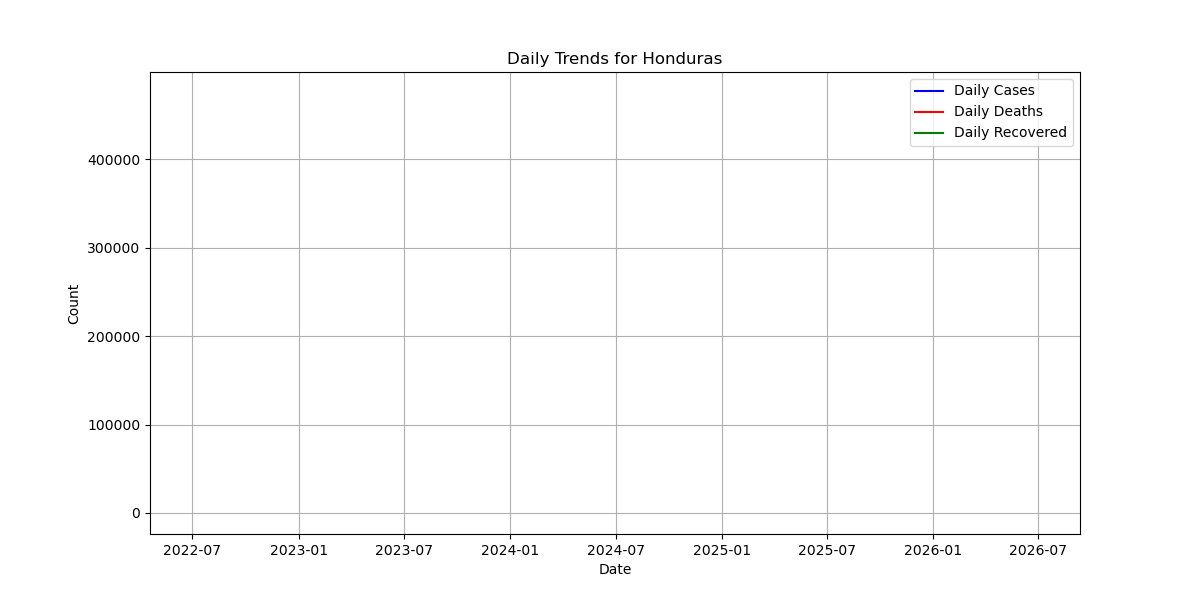 Daily Trends for Honduras
Daily Cases
Daily Deaths
Daily Recovered
Count
400000
300000
200000
100000
0
2022-07 2023-01 2023-07 2024-01 2024-07 2025-01 2025-07 2026-01 2026-07
Date